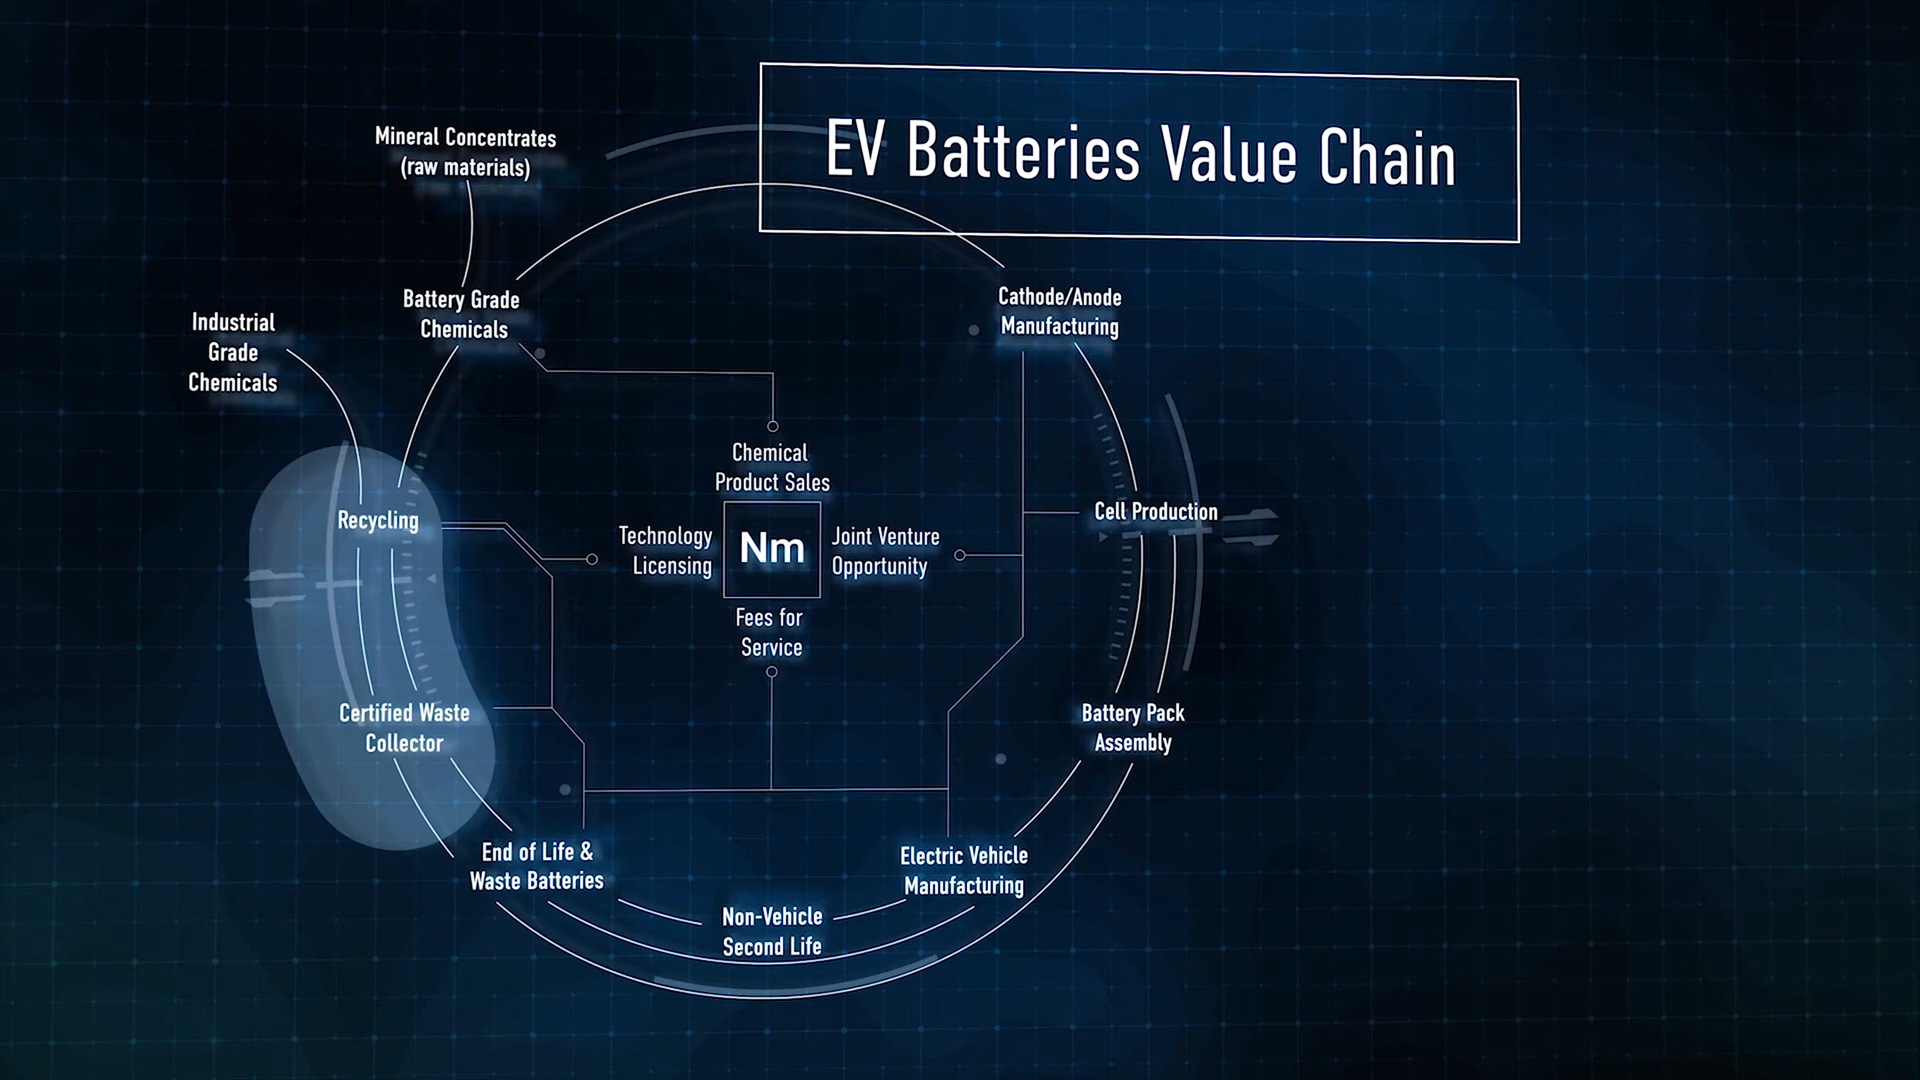 EV Batteries Value Chain
Mineral Concentrates
(raw materials)
Battery Grade
Chemicals
Industrial
Grade
Chemicals
Cathode/Anode
Manufacturing
Chemical
Product Sales
Recycling
Technology
Licensing
Nm
Joint Venture
Opportunity
Cell Production
Fees for
Service
Certified Waste
Collector
Battery Pack
Assembly
End of Life &
Waste Batteries
Electric Vehicle
Manufacturing
Non-Vehicle
Second Life